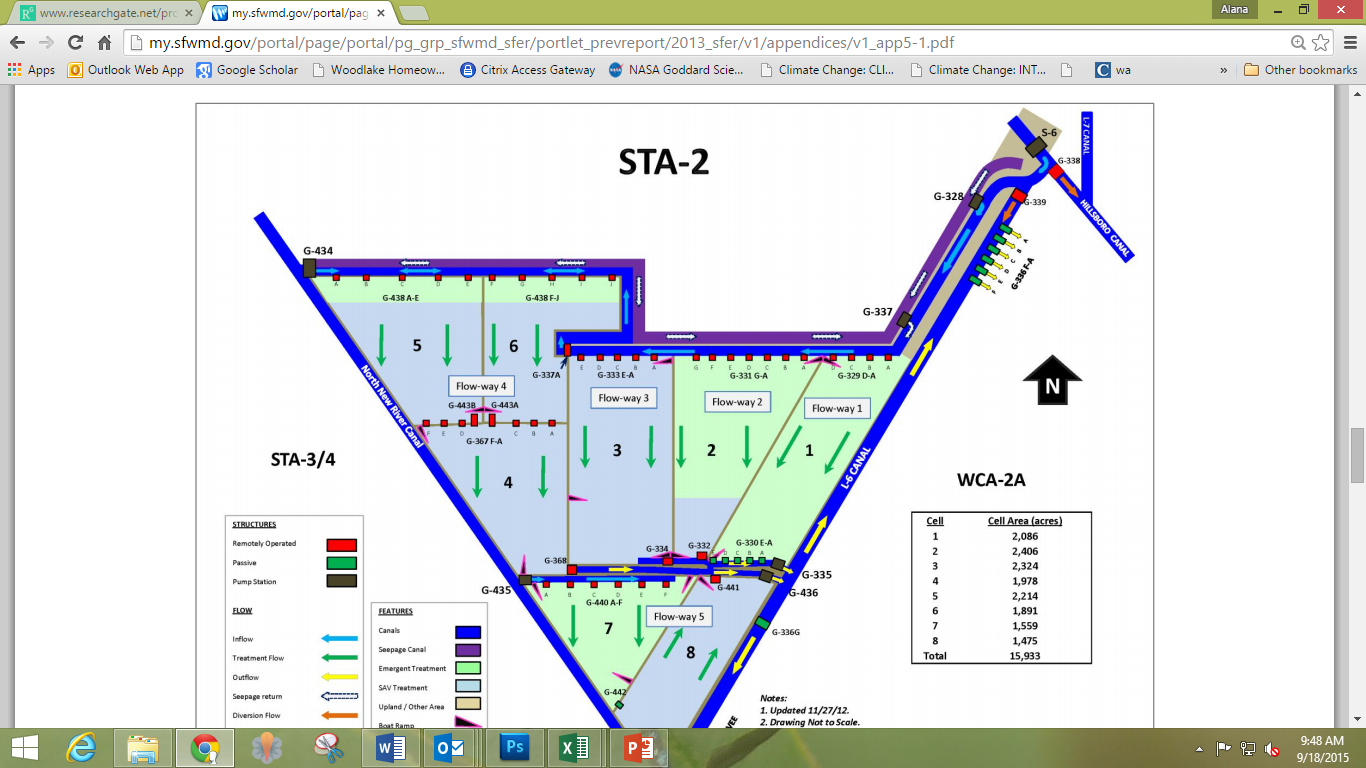 www.researchgate.net/pro
my.sfwmd.gov/portal/pag
Alana
my.sfwmd.gov/portal/page/portal/pg_grp_sfwmd_sfer/portlet_prevreport/2013_sfer/v1/appendices/v1_app5-1.pdf
Apps
Outlook Web App
Google Scholar
Woodlake Homeow...
Citrix Access Gateway
NASA Goddard Scie...
Climate Change: CLI...
Climate Change: INT...
wa
»
Other bookmarks
STA-2
S-6
L-7 CANAL
G-338
G-328
G-339
HILLSBORO CANAL
A
B
C
D
E
F
G-336 F-A
G-434
A B C D E F G H I J
G-438 A-E
G-438 F-J
G-337
5
6
G-337A
E D C B A
G-333 E-A
G F E D C B A
G-331 G-A
D C B A
G-329 D-A
N
Flow-way 4
Flow-way 3
Flow-way 2
Flow-way 1
G-443B
G-443A
F E D C B A
G-367 F-A
North New River Canal
STA-3/4
4
3
2
1
L-6 CANAL
WCA-2A
Cell Cell Area (acres)
1 2,086
2 2,406
3 2,324
4 1,978
5 2,214
6 1,891
7 1,559
8 1,475
Total 15,933
STRUCTURES
Remotely Operated
Passive
Pump Station
FLOW
Inflow
Treatment Flow
Outflow
Seepage return
Diversion Flow
G-368
G-334
G-332
G-330 E-A
E D C B A
G-335
G-435
G-441
G-436
A B C D E F
G-440 A-F
Flow-way 5
7
8
G-336G
G-442
FEATURES
Canals
Seepage Canal
Emergent Treatment
SAV Treatment
Upland / Other Area
Boat Ramp
VEE
Notes:
1. Updated 11/27/12.
2. Drawing Not to Scale.
9:48 AM
9/18/2015